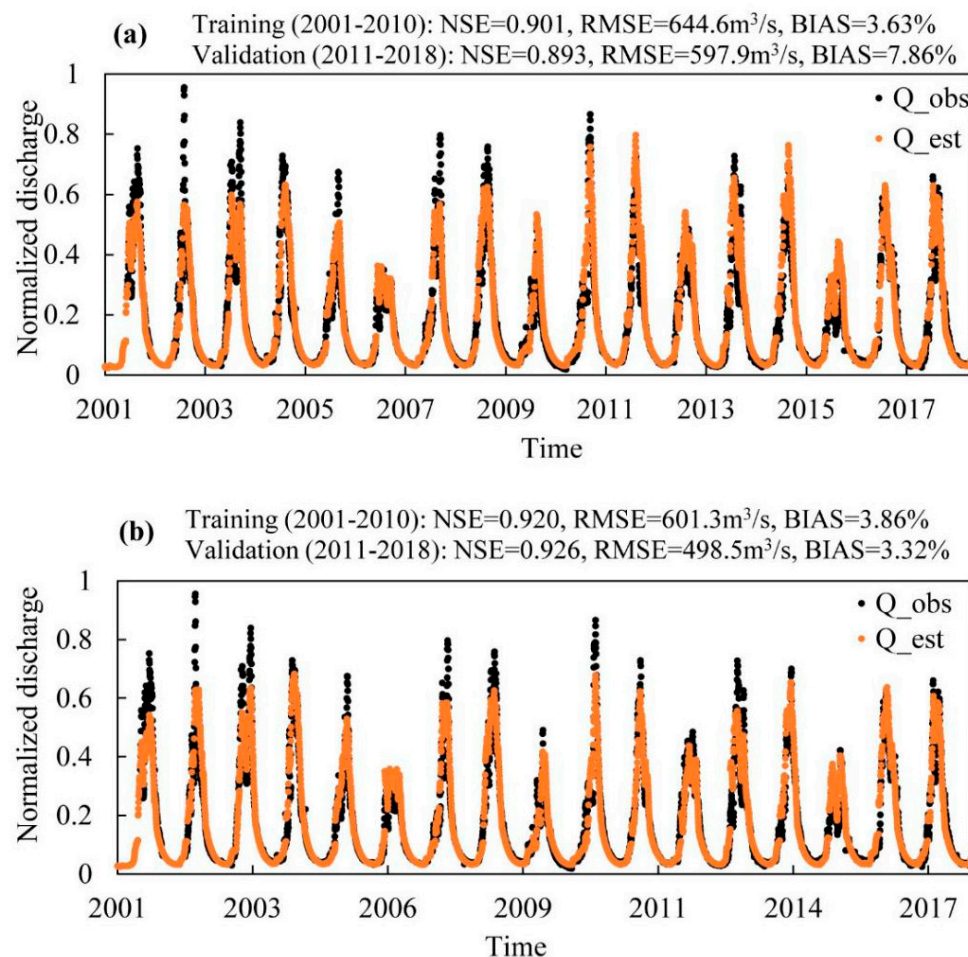 (a) Training (2001-2010): NSE=0.901, RMSE=644.6m³/s, BIAS=3.63%
Validation (2011-2018): NSE=0.893, RMSE=597.9m³/s, BIAS=7.86%
1
0.8
0.6
0.4
0.2
0
Normalized discharge
Q_obs
Q_est
2001 2003 2005 2007 2009 2011 2013 2015 2017
Time
(b) Training (2001-2010): NSE=0.920, RMSE=601.3m³/s, BIAS=3.86%
Validation (2011-2018): NSE=0.926, RMSE=498.5m³/s, BIAS=3.32%
1
0.8
0.6
0.4
0.2
0
Normalized discharge
Q_obs
Q_est
2001 2003 2006 2009 2011 2014 2017
Time